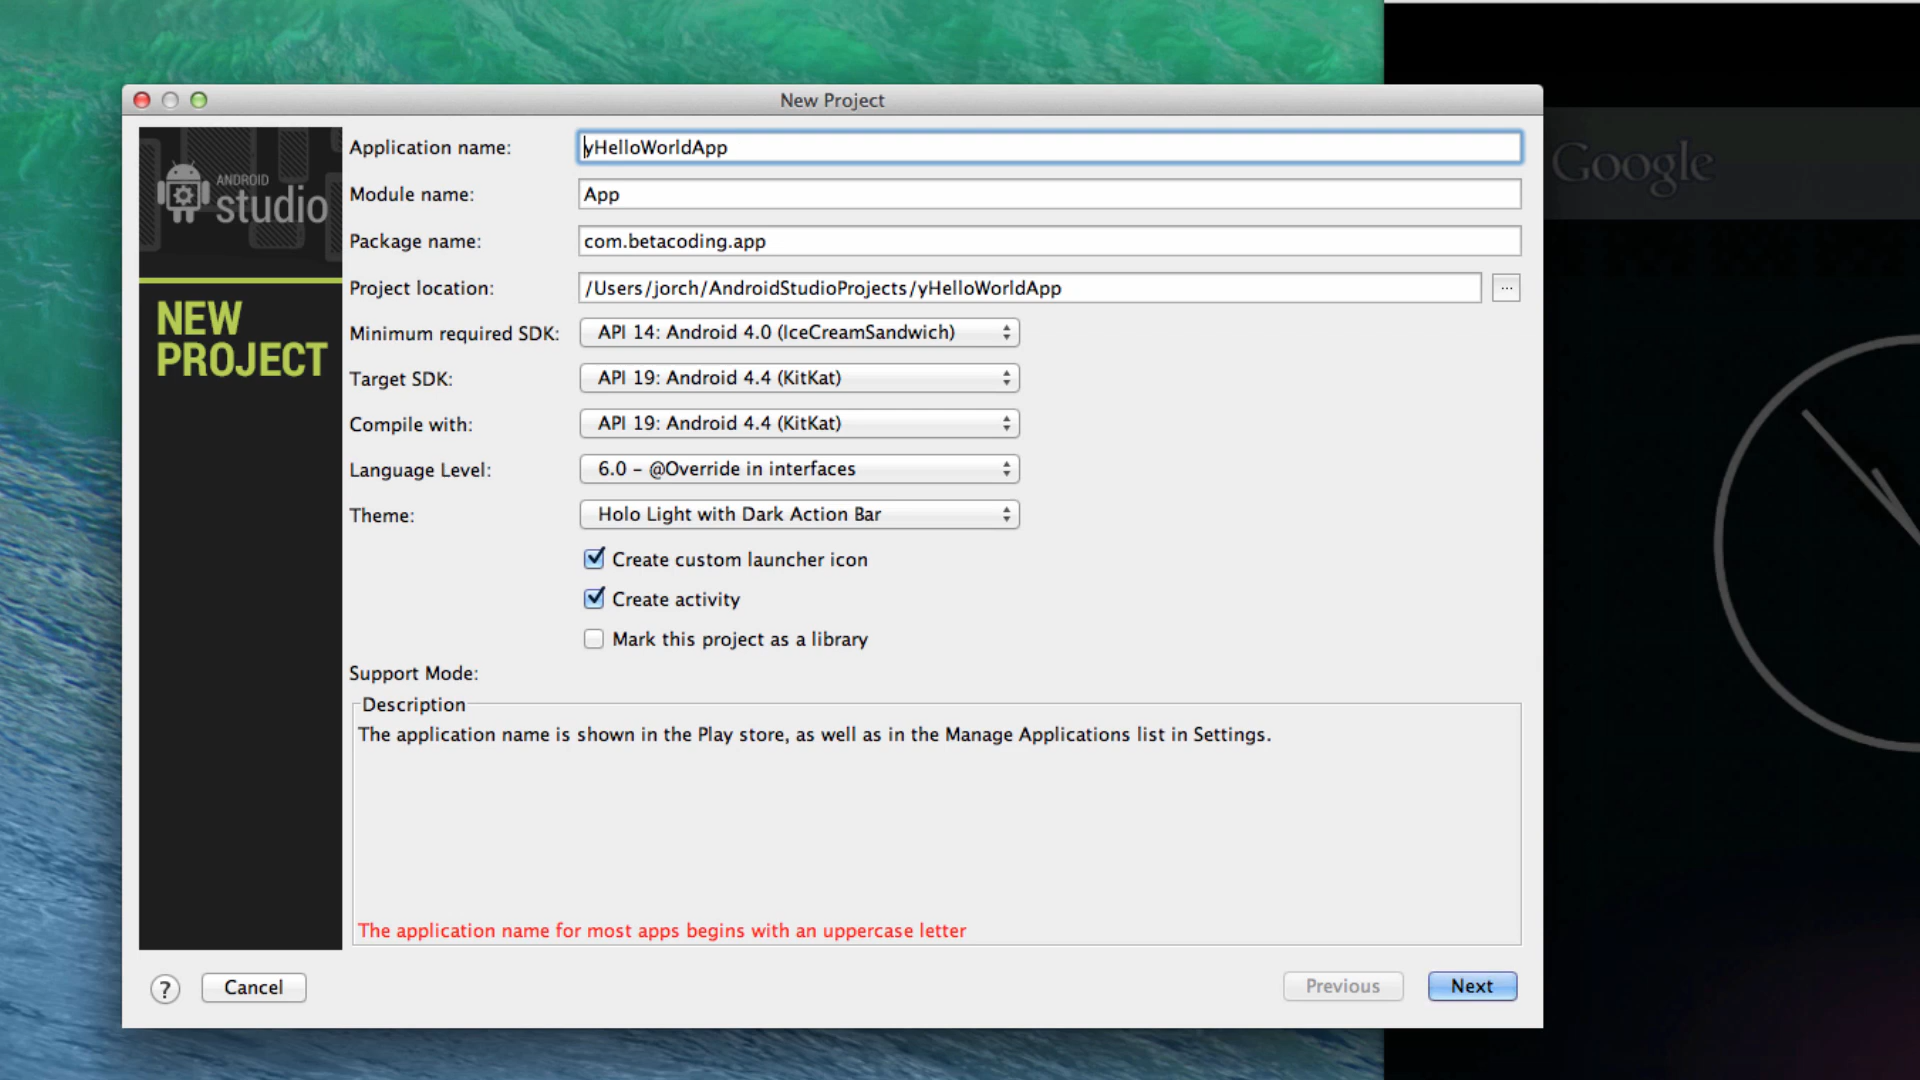 New Project
ANDROID
studio
NEW
PROJECT
Application name: yHelloWorldApp
Module name: App
Package name: com.betacoding.app
Project location: /Users/jorch/AndroidStudioProjects/yHelloWorldApp ...
Minimum required SDK: API 14: Android 4.0 (IceCreamSandwich)
Target SDK: API 19: Android 4.4 (KitKat)
Compile with: API 19: Android 4.4 (KitKat)
Language Level: 6.0 – @Override in interfaces
Theme: Holo Light with Dark Action Bar
Create custom launcher icon
Create activity
Mark this project as a library
Support Mode:
Description
The application name is shown in the Play store, as well as in the Manage Applications list in Settings.
The application name for most apps begins with an uppercase letter
? Cancel Previous Next
Google